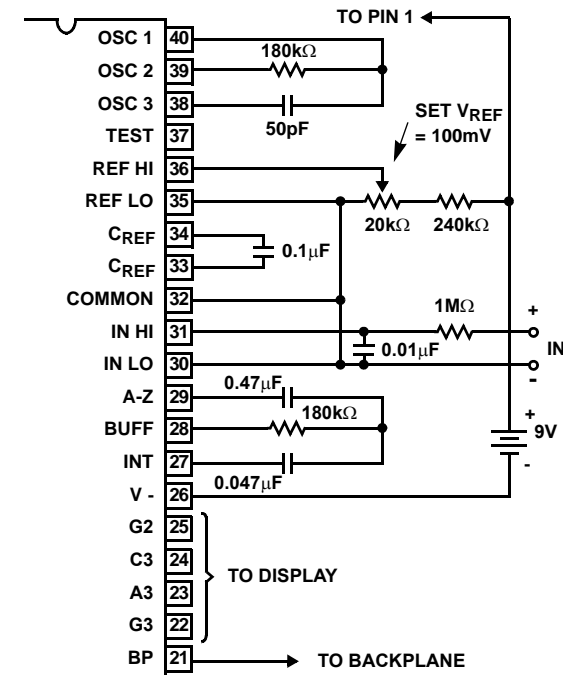 TO PIN 1
OSC 1 40
180kΩ
OSC 2 39
OSC 3 38
50pF
SET VREF
= 100mV
TEST 37
REF HI 36
REF LO 35
20kΩ 240kΩ
CREF 34
0.1µF
CREF 33
COMMON 32
1MΩ
+
IN HI 31
IN
0.01µF
IN LO 30
-
0.47µF
A-Z 29
180kΩ
BUFF 28
+
9V
-
INT 27
0.047µF
V - 26
G2 25
C3 24
TO DISPLAY
A3 23
G3 22
BP 21
TO BACKPLANE